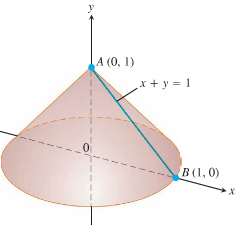 y
A (0, 1)
x + y = 1
0
B (1, 0)
x